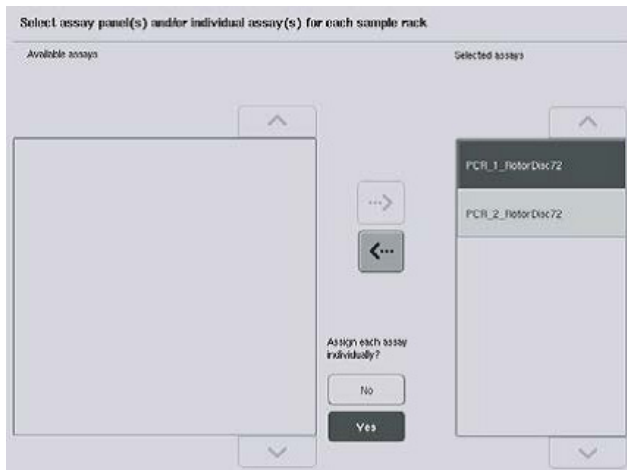 Select assay panel(s) and/or individual assay(s) for each sample rack
Available assays
Selected assays
PCR_1_RotorDisc72
PCR_2_RotorDisc72
Assign each assay
individually?
No
Yes